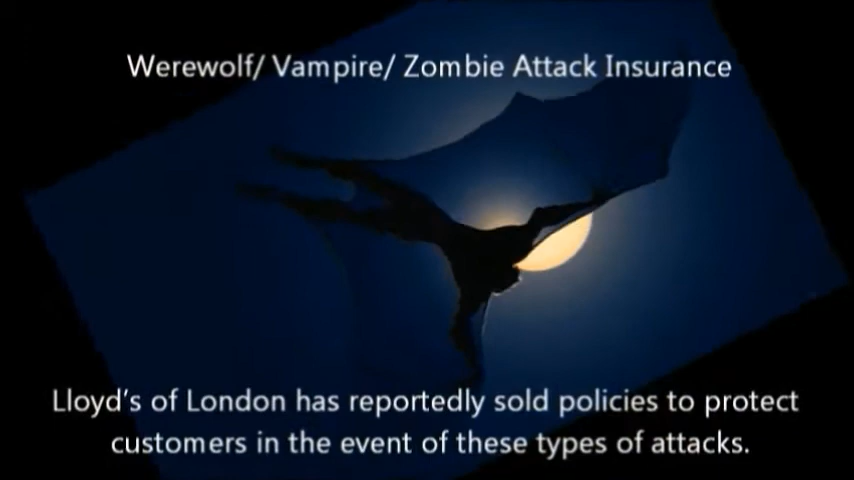 Werewolf/ Vampire/ Zombie Attack Insurance
Lloyd's of London has reportedly sold policies to protect
customers in the event of these types of attacks.